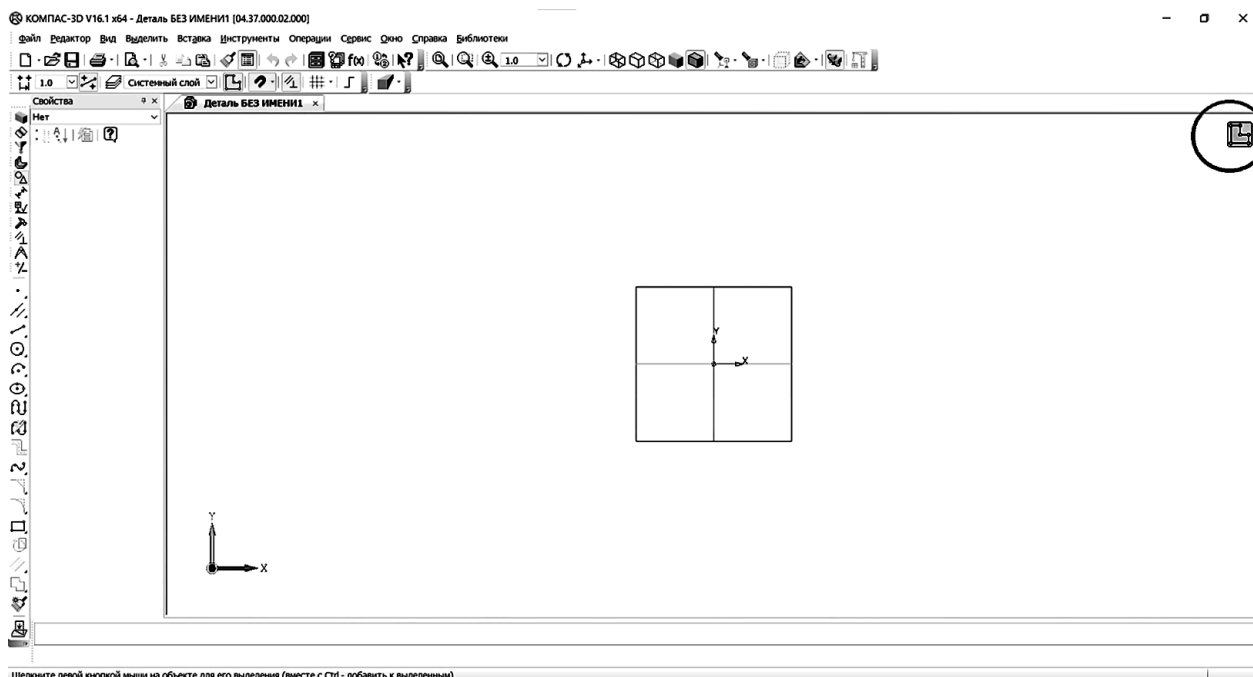 КОМПАС-3D V16.1 x64 - Деталь БЕЗ ИМЕНИ1 [04.37.000.02.000]
Файл Редактор Вид Выделить Вставка Инструменты Операции Сервис Окно Справка Библиотеки
f(x) 1.0
1.0 Системный слой
Свойства
Деталь БЕЗ ИМЕНИ1
Нет
Y
X
Y
X
Щелкните левой кнопкой мыши на объекте для его выделения (вместе с Ctrl - добавить к выделенным)